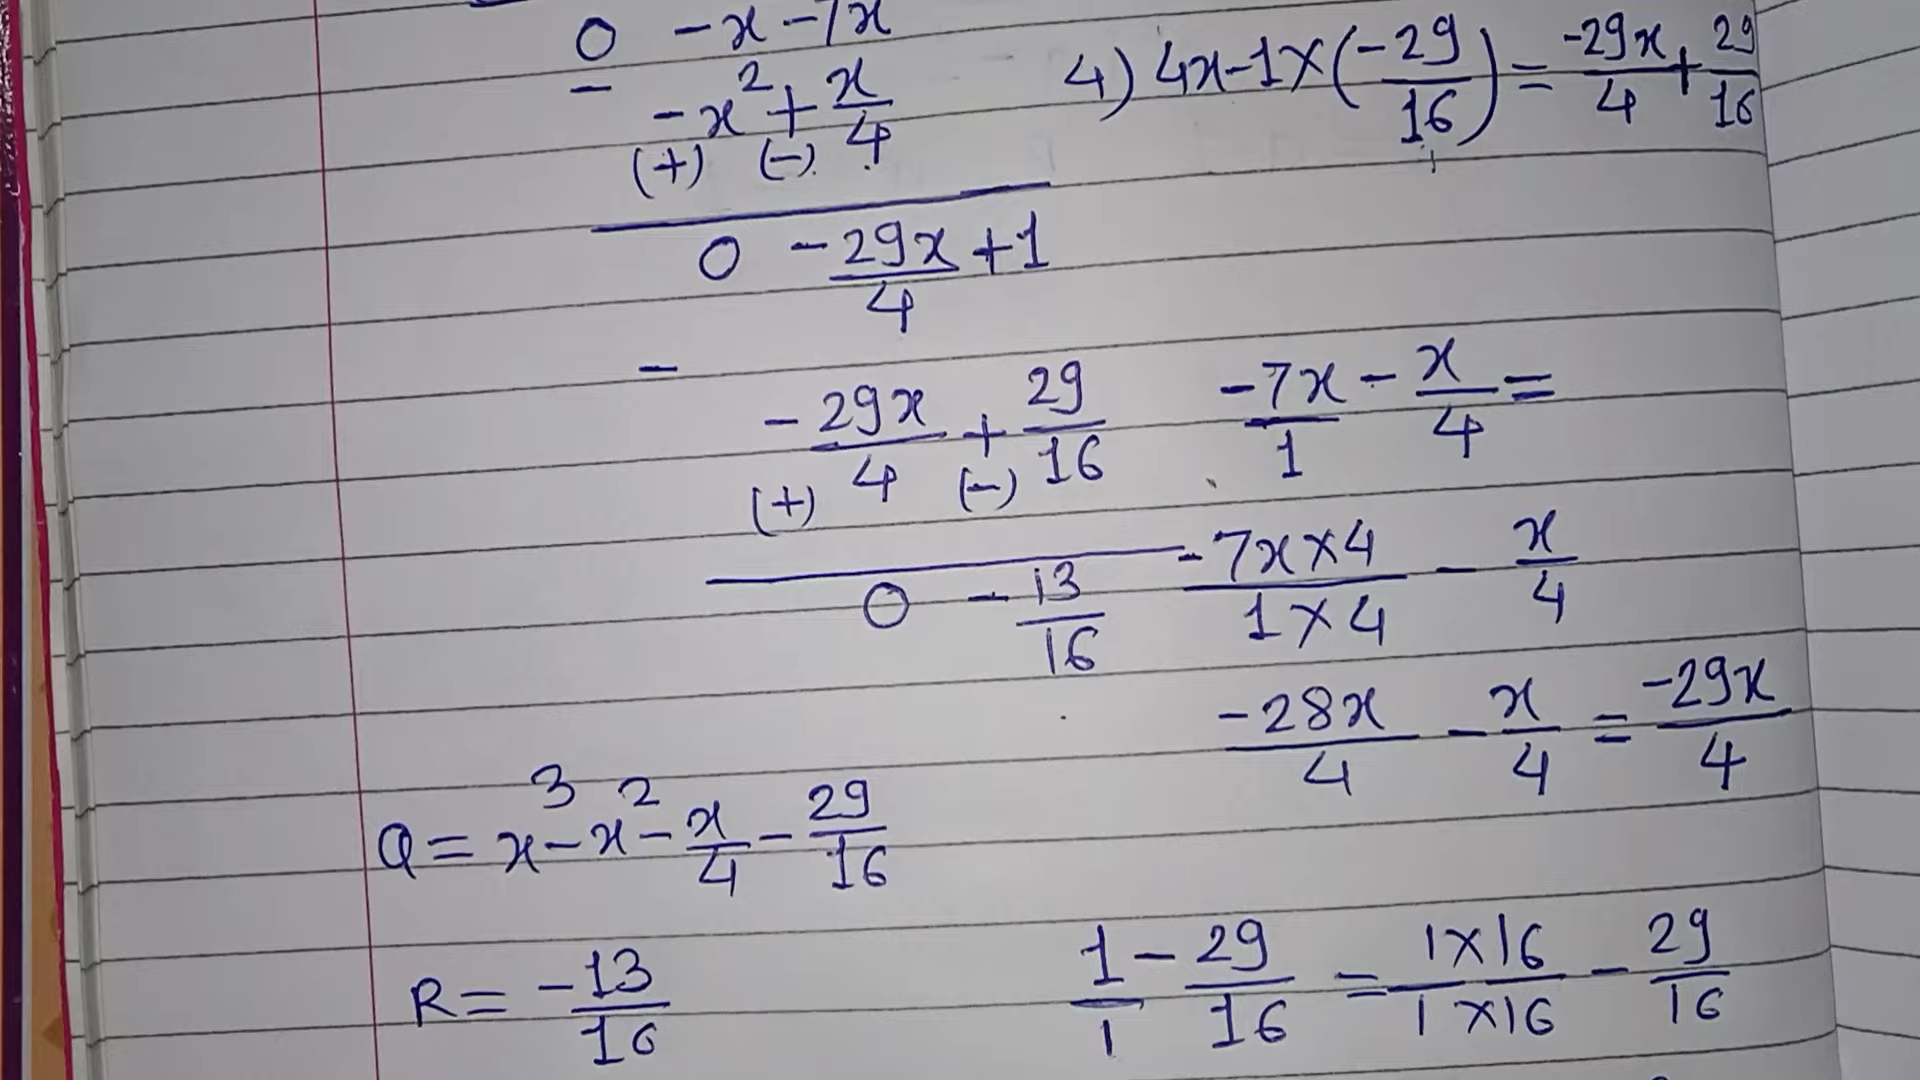 0 -x -7x
- -x² + x/4
(+) (-)
0 -29x/4 + 1
- -29x/4 + 29/16
(+) (-)
0 -13/16
Q = x³ - x² - x/4 - 29/16
R = -13/16
4) 4x-1 × (-29/16) = -29x/4 + 29/16
-7x/1 - x/4 =
-7x×4/1×4 - x/4
-28x/4 - x/4 = -29x/4
1/1 - 29/16 = 1×16/1×16 - 29/16